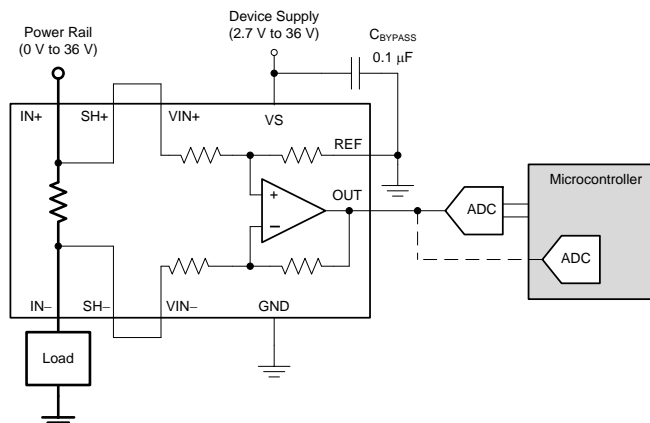 Power Rail
(0 V to 36 V)
Device Supply
(2.7 V to 36 V)
CBYPASS
0.1 μF
IN+
SH+
VIN+
VS
REF
OUT
+
−
ADC
Microcontroller
ADC
IN−
SH−
VIN−
GND
Load